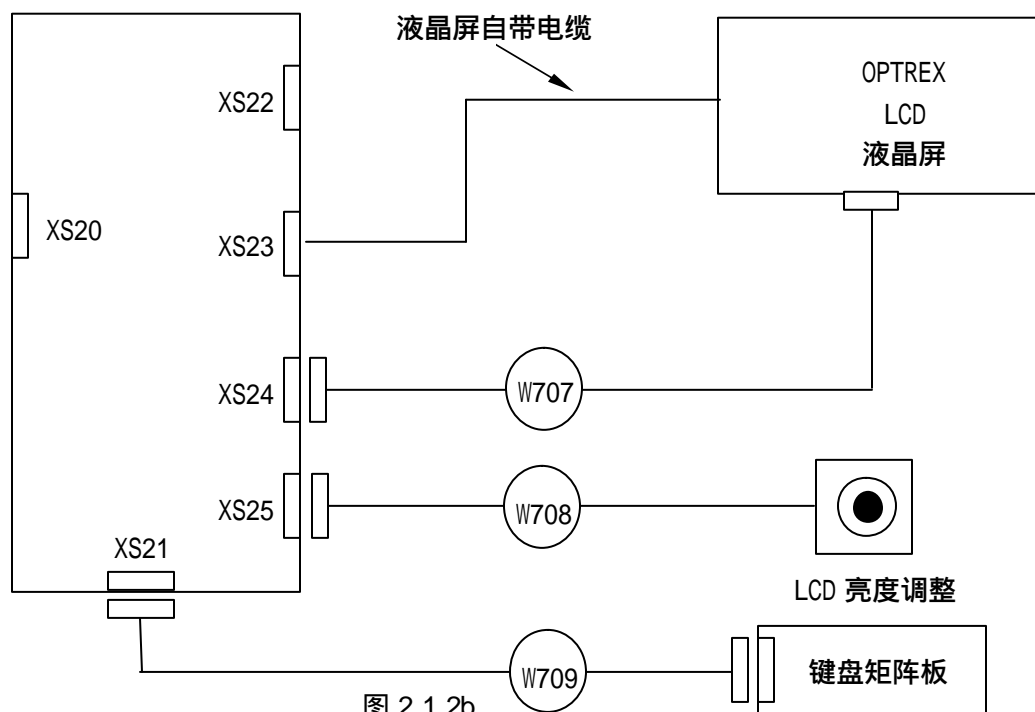 液晶屏自带电缆
OPTREX
LCD
液晶屏
XS22
XS20
XS23
XS24
W707
XS25
W708
XS21
LCD 亮度调整
W709
键盘矩阵板
图 2.1.2b